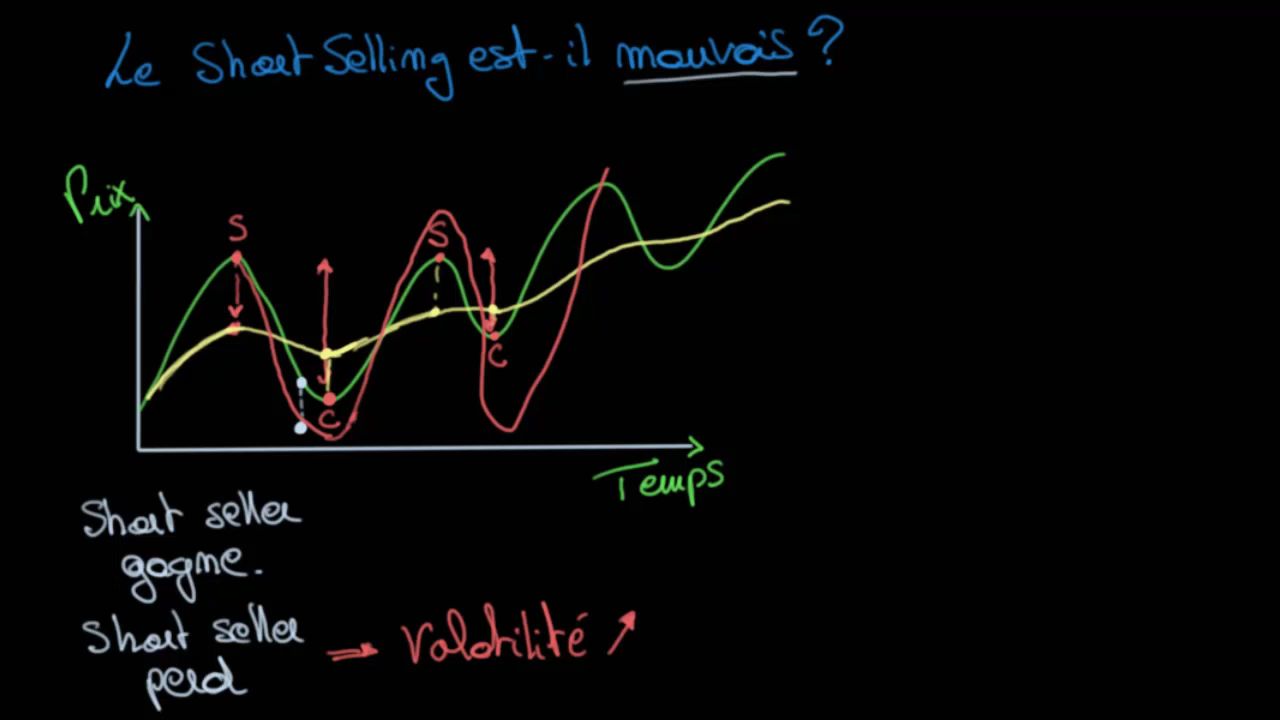 Le Short Selling est-il mauvais ?
Prix
S
S
C
C
Temps
Short seller
gagne.
Short seller
perd
⇒ Volatilité ↗